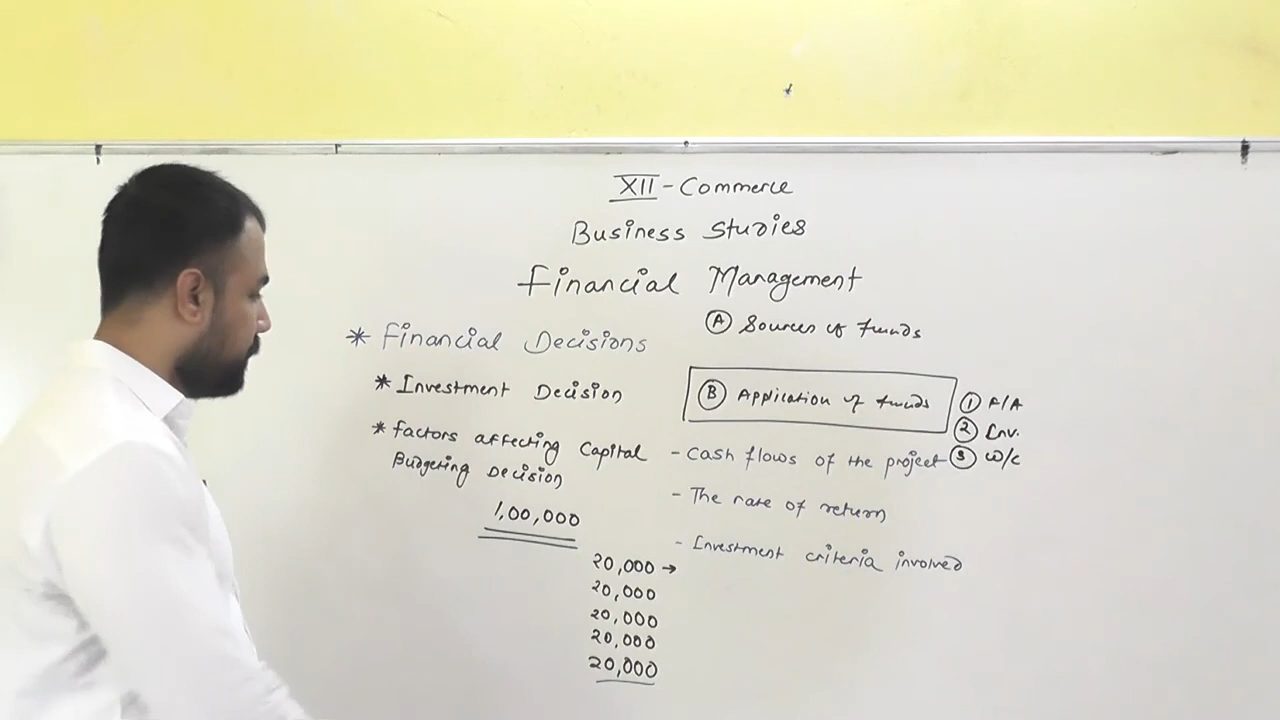 XII - Commerce
Business Studies
Financial Management
* Financial Decisions
* Investment Decision
* factors affecting Capital
Budgeting Decision
1,00,000
20,000 →
20,000
20,000
20,000
20,000
(A) Sources of funds
(B) Application of funds
(1) F/A
(2) Inv.
(3) W/C
- Cash flows of the project
- The rate of return
- Investment criteria involved